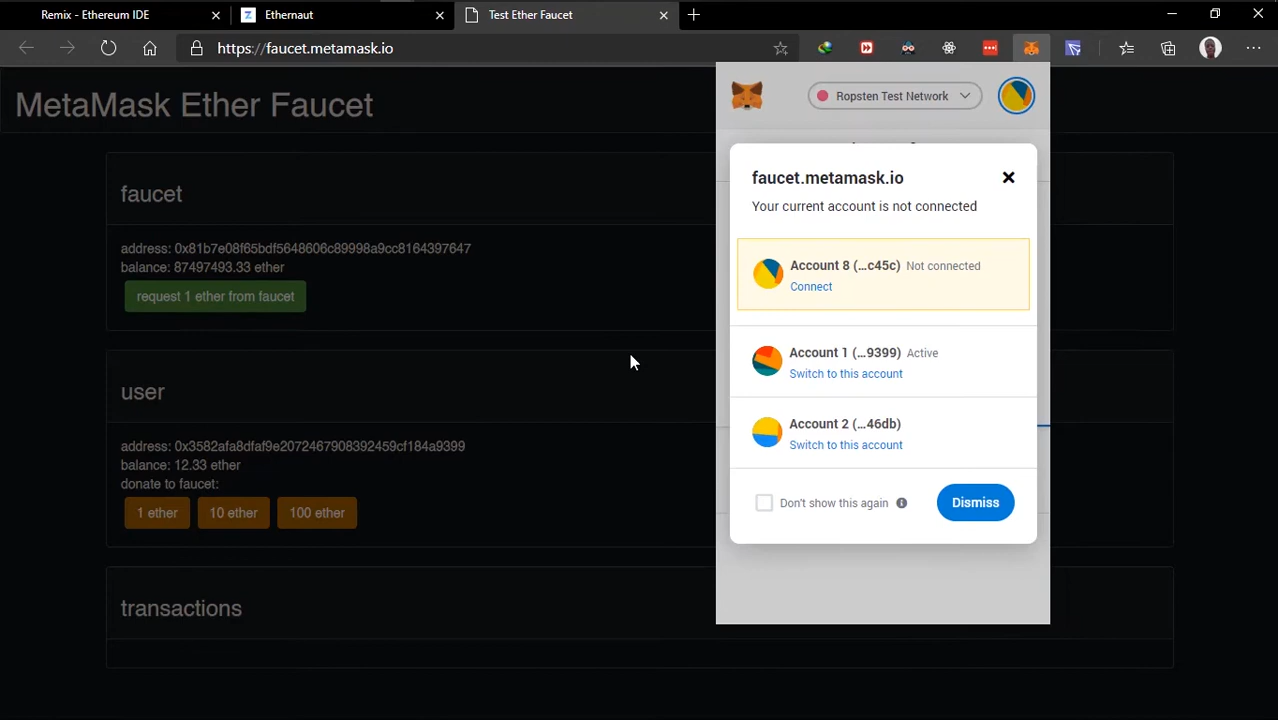 Remix - Ethereum IDE
Ethernaut
Test Ether Faucet
https://faucet.metamask.io
MetaMask Ether Faucet
faucet
address: 0x81b7e08f65bdf5648606c89998a9cc8164397647
balance: 87497493.33 ether
request 1 ether from faucet
user
address: 0x3582afa8dfaf9e2072467908392459cf184a9399
balance: 12.33 ether
donate to faucet:
1 ether
10 ether
100 ether
transactions
Ropsten Test Network
faucet.metamask.io
Your current account is not connected
Account 8 (...c45c) Not connected
Connect
Account 1 (...9399) Active
Switch to this account
Account 2 (...46db)
Switch to this account
Don't show this again
Dismiss